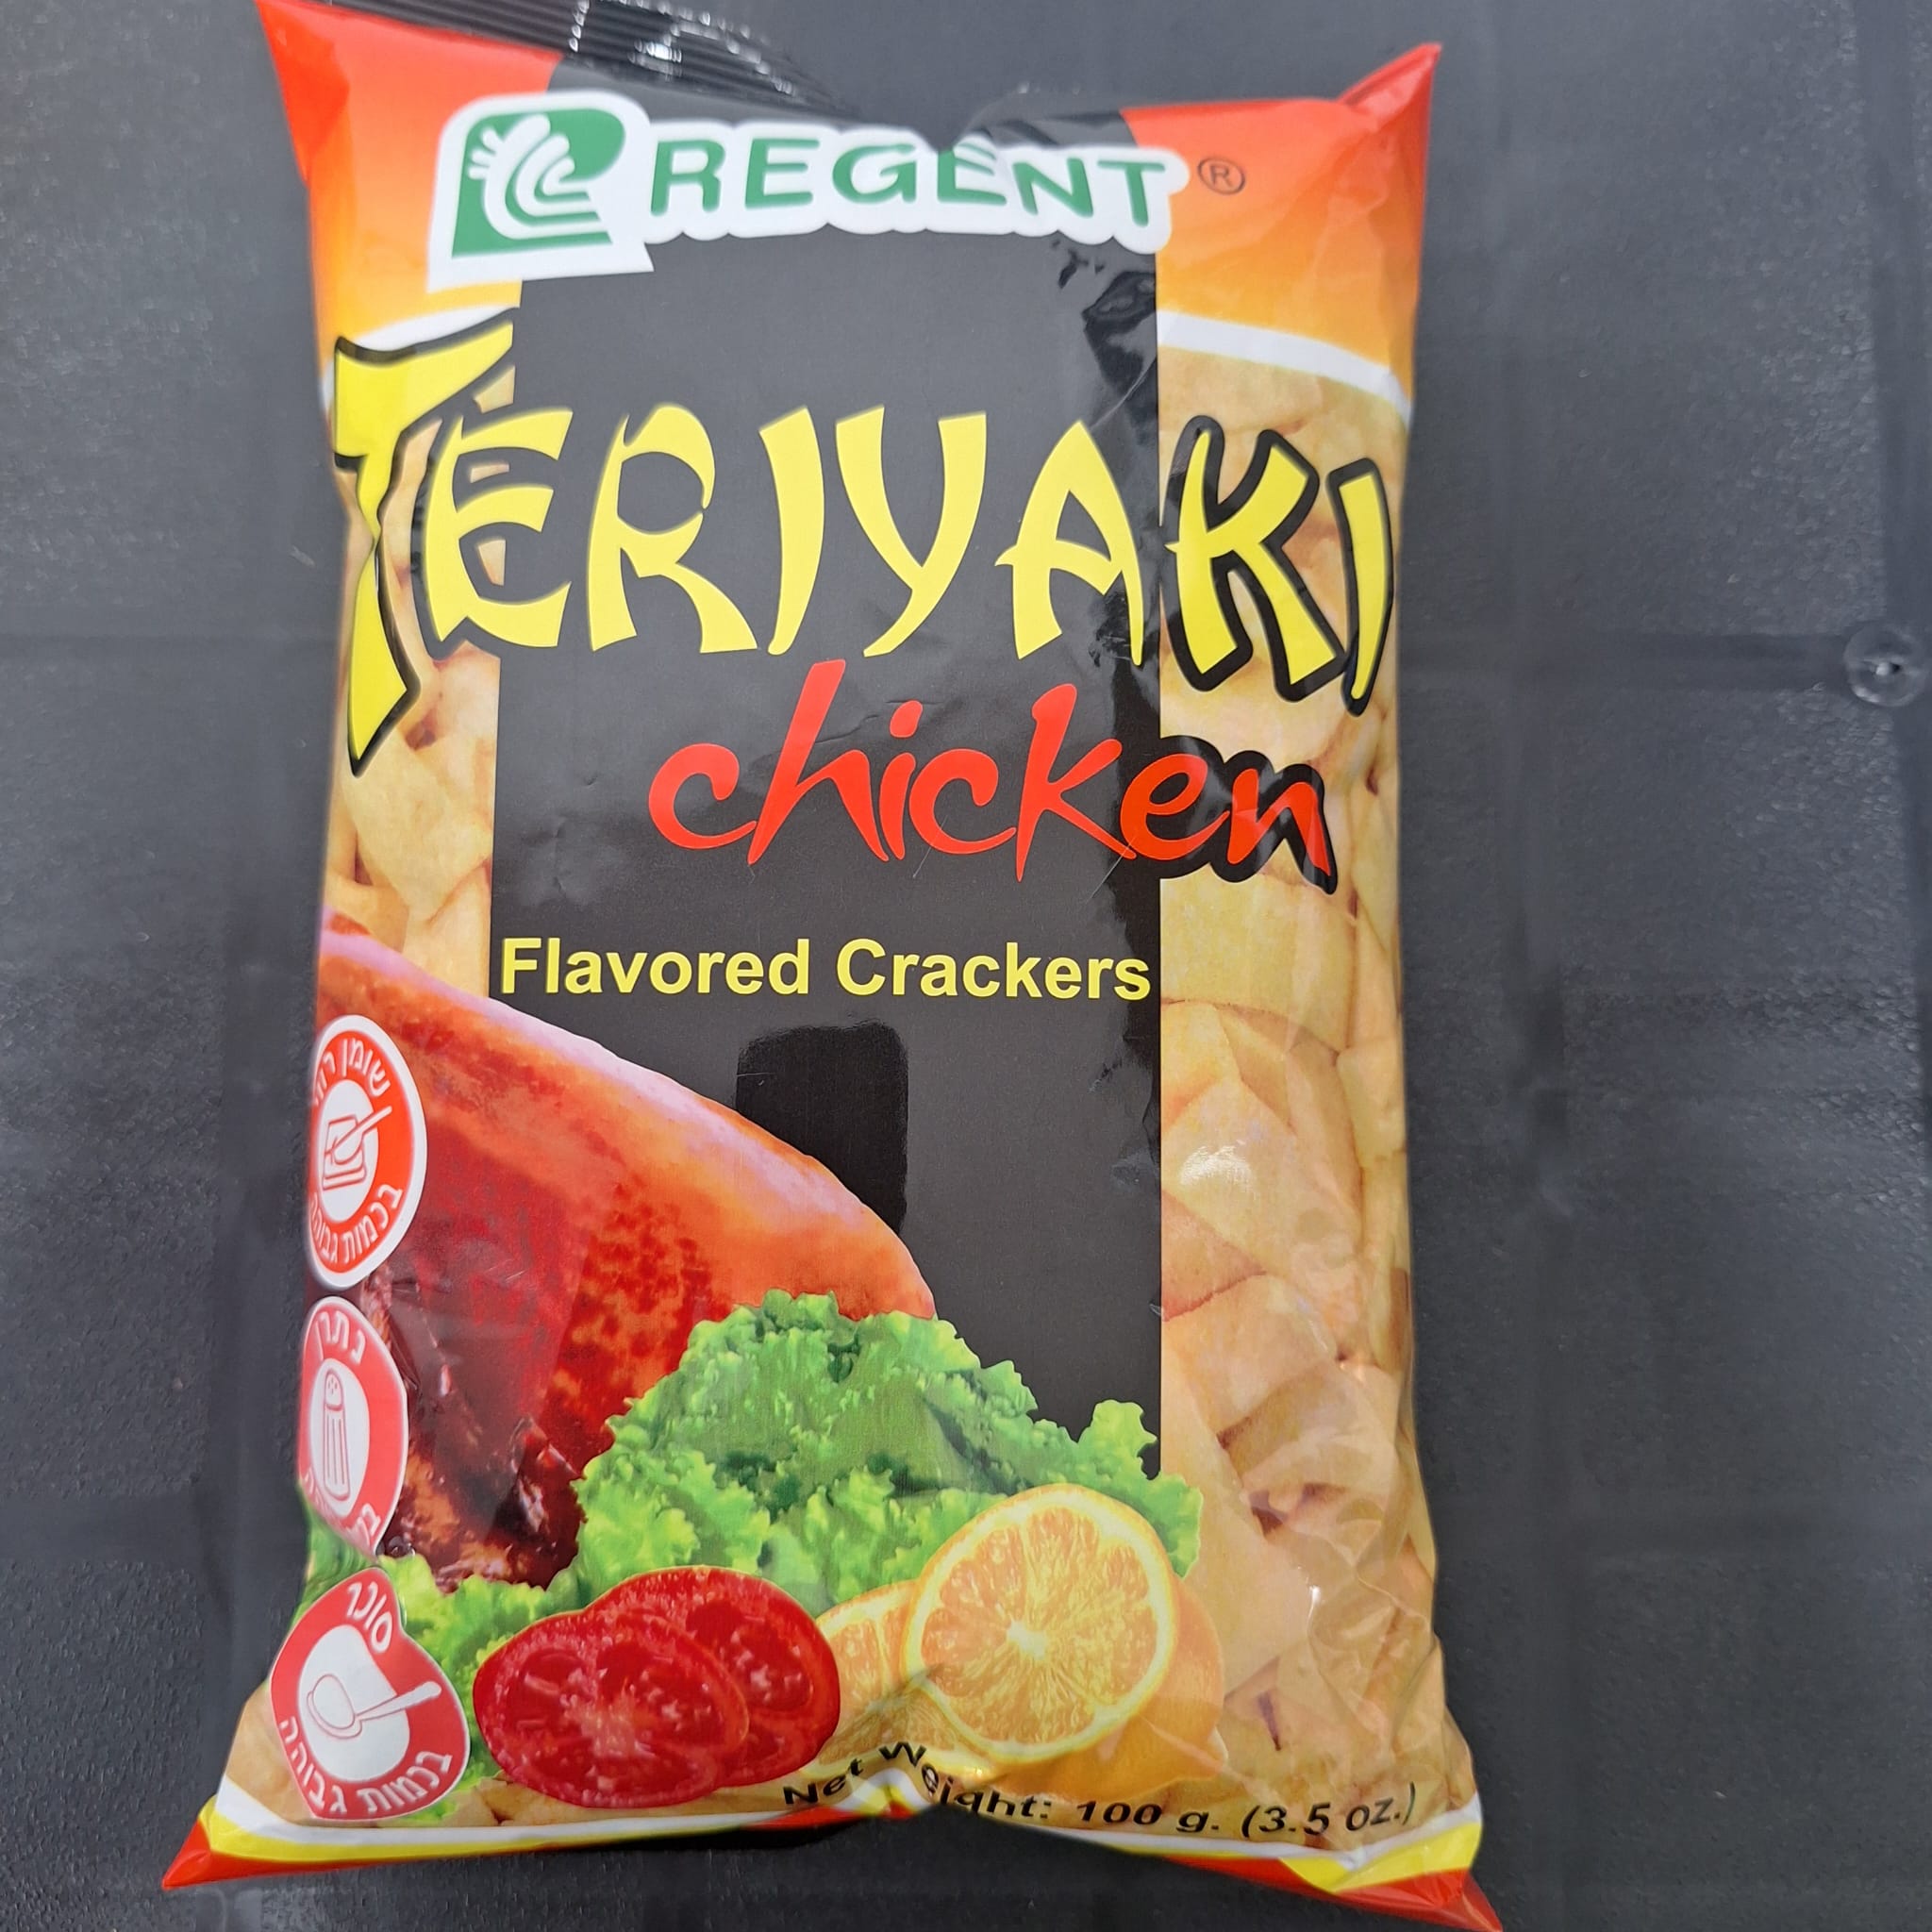 REGENT®
TERIYAKI
chicken
Flavored Crackers
שומן רווי
בכמות גבוהה
נתרן
סוכר
בכמות גבוהה
Net Weight: 100 g. (3.5 oz.)